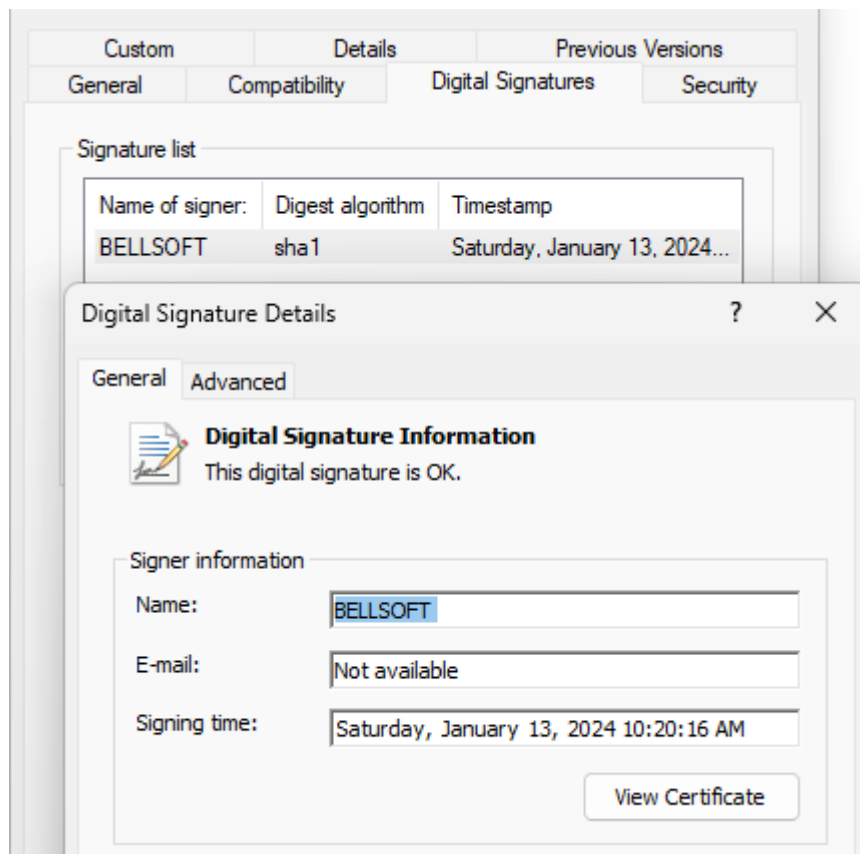 Custom Details Previous Versions
General Compatibility Digital Signatures Security
Signature list
Name of signer: Digest algorithm Timestamp
BELLSOFT sha1 Saturday, January 13, 2024...
Digital Signature Details ?
General Advanced
Digital Signature Information
This digital signature is OK.
Signer information
Name: BELLSOFT
E-mail: Not available
Signing time: Saturday, January 13, 2024 10:20:16 AM
View Certificate